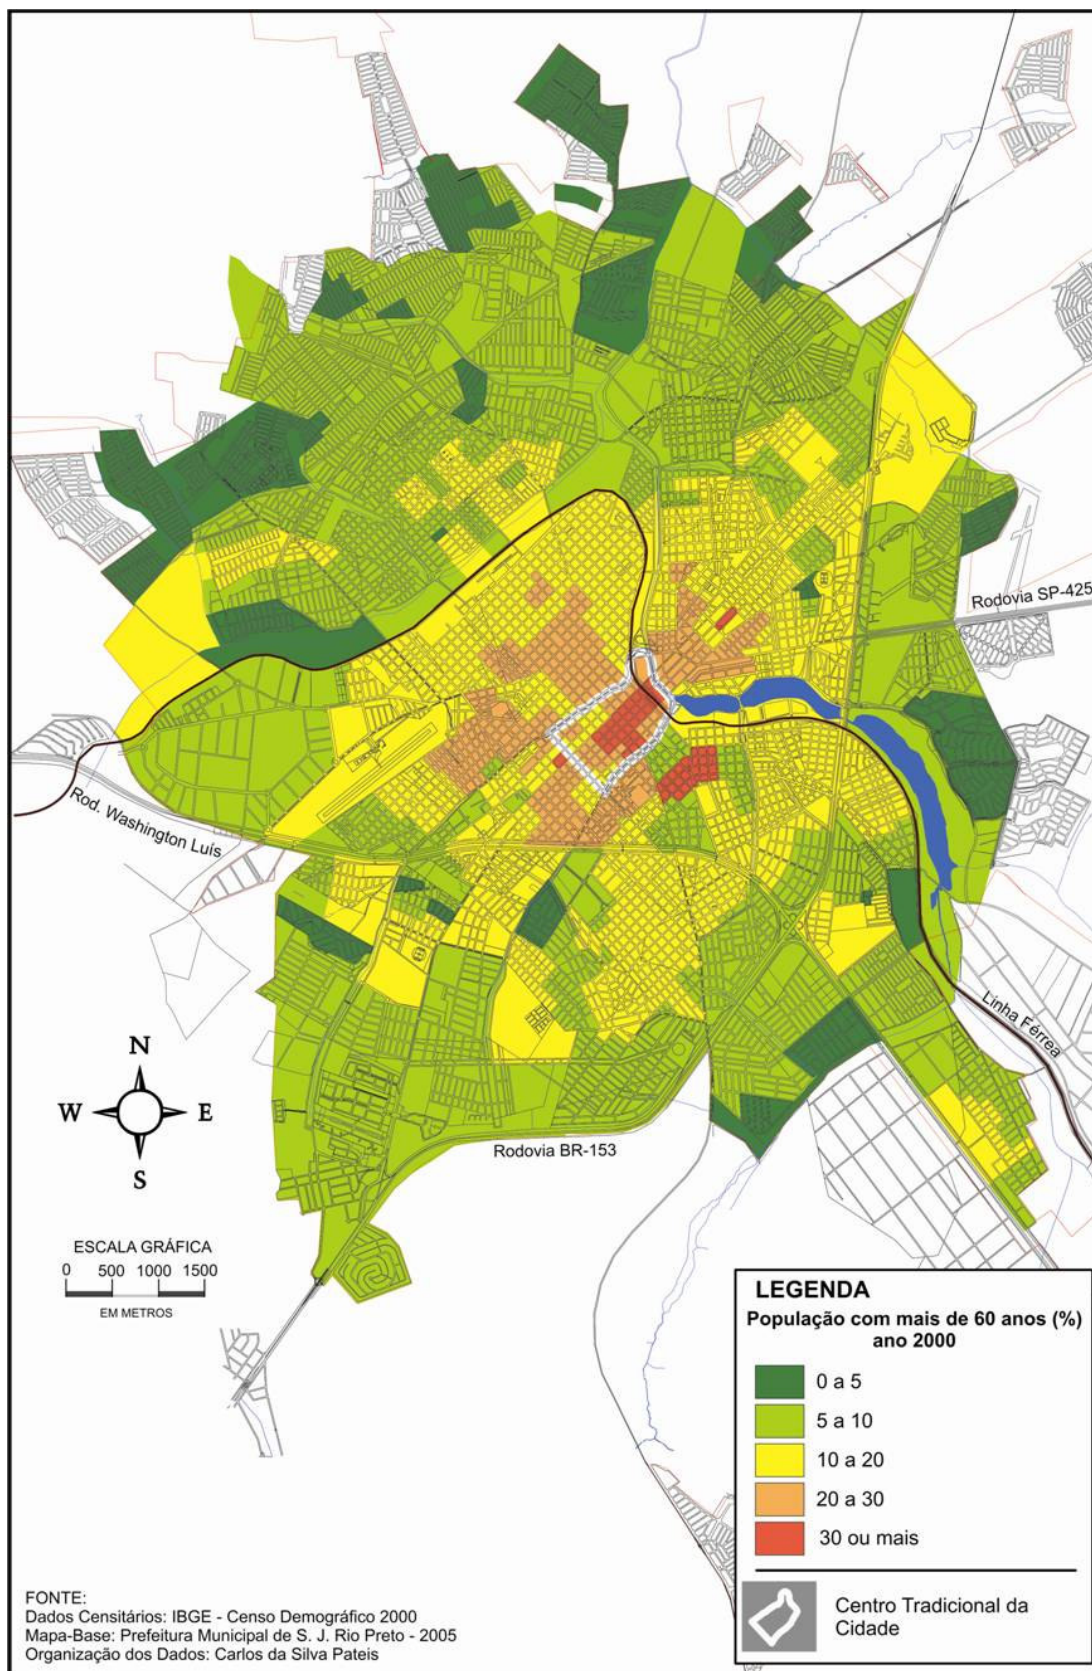 Rodovia SP-425
Rod. Washington Luís
Linha Férrea
N
W
E
S
Rodovia BR-153
ESCALA GRÁFICA
0 500 1000 1500
EM METROS
LEGENDA
População com mais de 60 anos (%)
ano 2000
0 a 5
5 a 10
10 a 20
20 a 30
30 ou mais
Centro Tradicional da
Cidade
FONTE:
Dados Censitários: IBGE - Censo Demográfico 2000
Mapa-Base: Prefeitura Municipal de S. J. Rio Preto - 2005
Organização dos Dados: Carlos da Silva Pateis